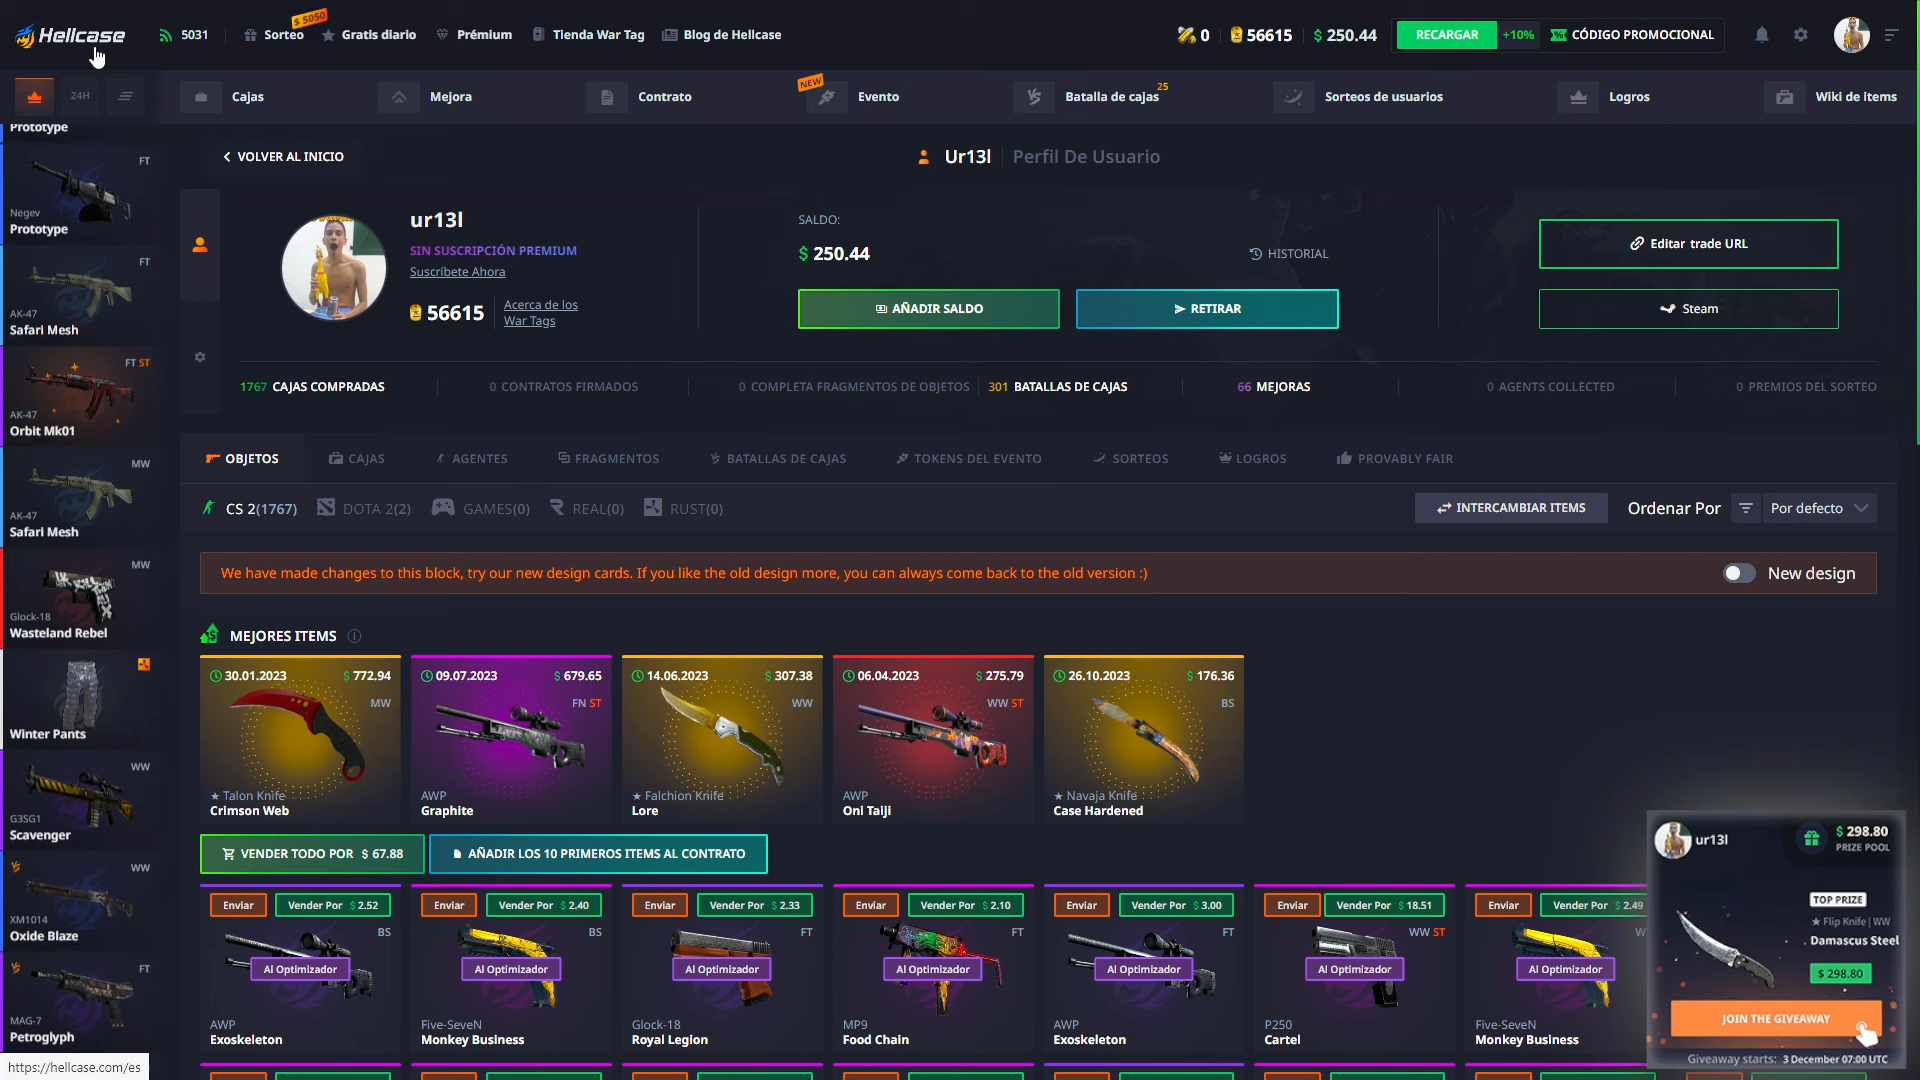 Hellcase
5031
$ 5050
Sorteo
Gratis diario
Prémium
Tienda War Tag
Blog de Hellcase
0
56615
$ 250.44
RECARGAR
+10%
CÓDIGO PROMOCIONAL
24H
Cajas
Mejora
Contrato
NEW
Evento
Batalla de cajas
25
Sorteos de usuarios
Logros
Wiki de items
Prototype
FT
Negev
Prototype
FT
AK-47
Safari Mesh
FT ST
AK-47
Orbit Mk01
MW
AK-47
Safari Mesh
MW
Glock-18
Wasteland Rebel
Winter Pants
WW
G3SG1
Scavenger
WW
XM1014
Oxide Blaze
FT
MAG-7
Petroglyph
https://hellcase.com/es
VOLVER AL INICIO
Ur13l
Perfil De Usuario
ur13l
SIN SUSCRIPCIÓN PREMIUM
Suscríbete Ahora
56615
Acerca de los
War Tags
SALDO:
$ 250.44
HISTORIAL
AÑADIR SALDO
RETIRAR
Editar trade URL
Steam
1767 CAJAS COMPRADAS
0 CONTRATOS FIRMADOS
0 COMPLETA FRAGMENTOS DE OBJETOS
301 BATALLAS DE CAJAS
66 MEJORAS
0 AGENTS COLLECTED
0 PREMIOS DEL SORTEO
OBJETOS
CAJAS
AGENTES
FRAGMENTOS
BATALLAS DE CAJAS
TOKENS DEL EVENTO
SORTEOS
LOGROS
PROVABLY FAIR
CS 2(1767)
DOTA 2(2)
GAMES(0)
REAL(0)
RUST(0)
INTERCAMBIAR ITEMS
Ordenar Por
Por defecto
We have made changes to this block, try our new design cards. If you like the old design more, you can always come back to the old version :)
New design
MEJORES ITEMS
30.01.2023
$ 772.94
MW
★ Talon Knife
Crimson Web
09.07.2023
$ 679.65
FN ST
AWP
Graphite
14.06.2023
$ 307.38
WW
★ Falchion Knife
Lore
06.04.2023
$ 275.79
WW ST
AWP
Oni Taiji
26.10.2023
$ 176.36
BS
★ Navaja Knife
Case Hardened
VENDER TODO POR $ 67.88
AÑADIR LOS 10 PRIMEROS ITEMS AL CONTRATO
Enviar
Vender Por $ 2.52
BS
Al Optimizador
AWP
Exoskeleton
Enviar
Vender Por $ 2.40
BS
Al Optimizador
Five-SeveN
Monkey Business
Enviar
Vender Por $ 2.33
FT
Al Optimizador
Glock-18
Royal Legion
Enviar
Vender Por $ 2.10
FT
Al Optimizador
MP9
Food Chain
Enviar
Vender Por $ 3.00
FT
Al Optimizador
AWP
Exoskeleton
Enviar
Vender Por $ 18.51
WW ST
Al Optimizador
P250
Cartel
Enviar
Vender Por $ 2.49
Al Optimizador
Five-SeveN
Monkey Business
ur13l
$ 298.80
PRIZE POOL
TOP PRIZE
★ Flip Knife | WW
Damascus Steel
$ 298.80
JOIN THE GIVEAWAY
Giveaway starts: 3 December 07:00 UTC